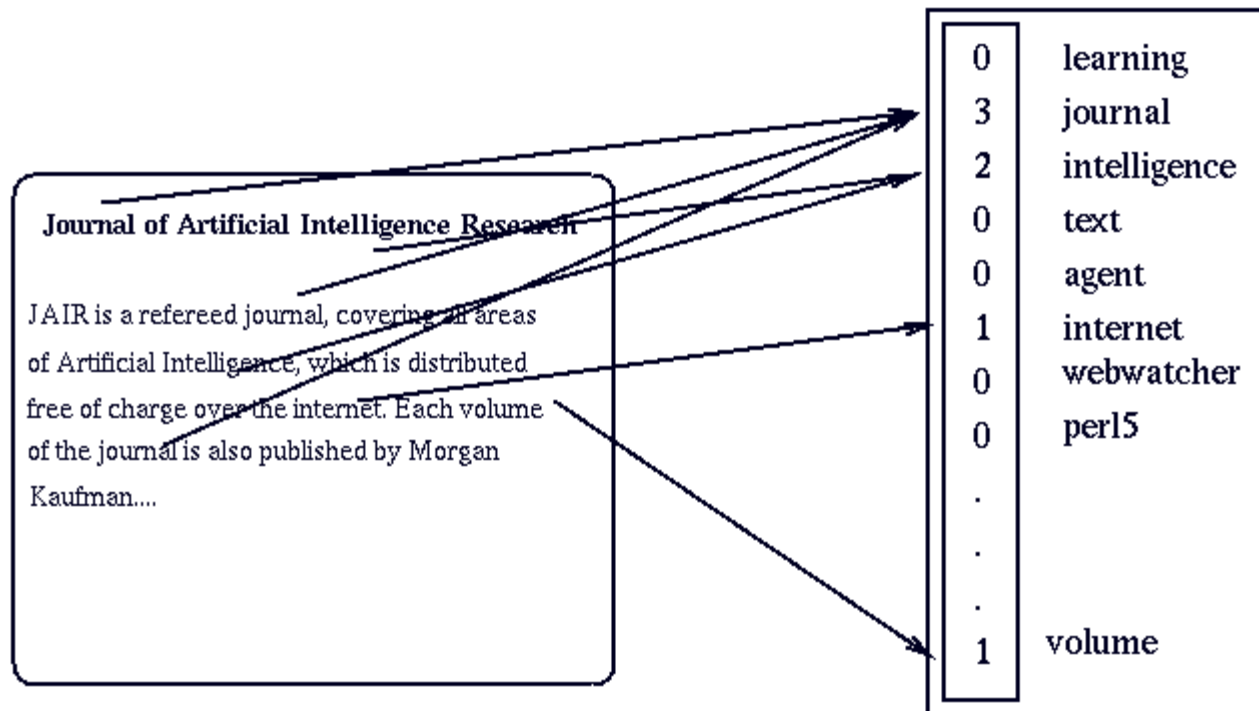 Journal of Artificial Intelligence Research
JAIR is a refereed journal, covering all areas
of Artificial Intelligence, which is distributed
free of charge over the internet. Each volume
of the journal is also published by Morgan
Kaufman....
0 learning
3 journal
2 intelligence
0 text
0 agent
1 internet
0 webwatcher
0 perl5
.
.
.
1 volume